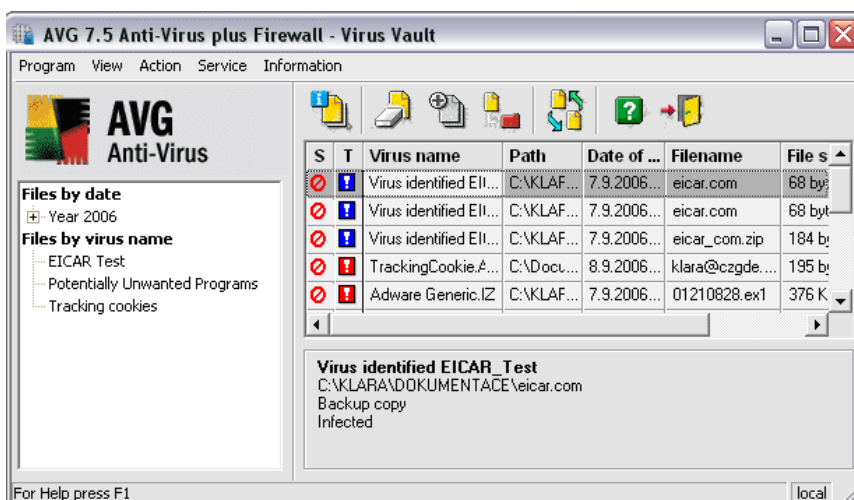 AVG 7.5 Anti-Virus plus Firewall - Virus Vault
Program View Action Service Information
AVG
Anti-Virus
Files by date
Year 2006
Files by virus name
EICAR Test
Potentially Unwanted Programs
Tracking cookies
S T Virus name Path Date of ... Filename File s
Virus identified EI(... C:\KLAF... 7.9.2006... eicar.com 68 by
Virus identified EI(... C:\KLAF... 7.9.2006... eicar.com 68 byt
Virus identified EI(... C:\KLAF... 7.9.2006... eicar_com.zip 184 b
TrackingCookie.A... C:\Docu... 8.9.2006... klara@czgde.... 195 b
Adware Generic.IZ C:\KLAF... 7.9.2006... 01210828.ex1 376 K
Virus identified EICAR_Test
C:\KLARA\DOKUMENTACE\eicar.com
Backup copy
Infected
For Help press F1
local